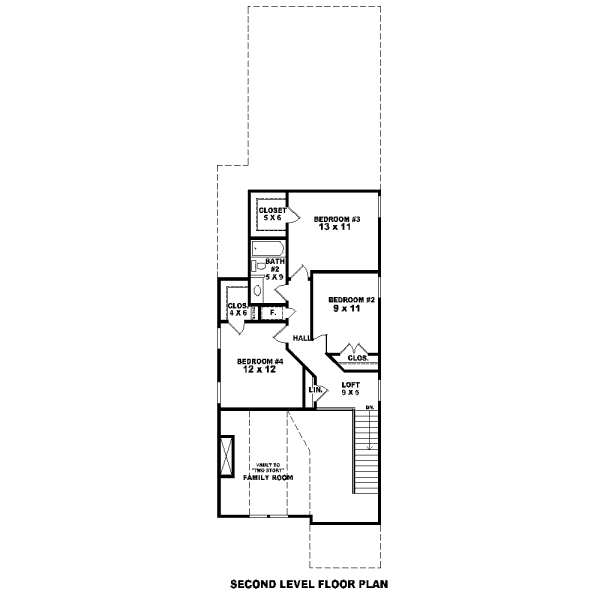 CLOSET
5 X 6
BEDROOM #3
13 x 11
BATH
#2
5 X 9
CLOS.
4 X 6
F.
BEDROOM #2
9 x 11
HALL
CLOS.
BEDROOM #4
12 x 12
LIN.
LOFT
9 X 6
DN.
VAULT TO
"TWO STORY"
FAMILY ROOM
SECOND LEVEL FLOOR PLAN